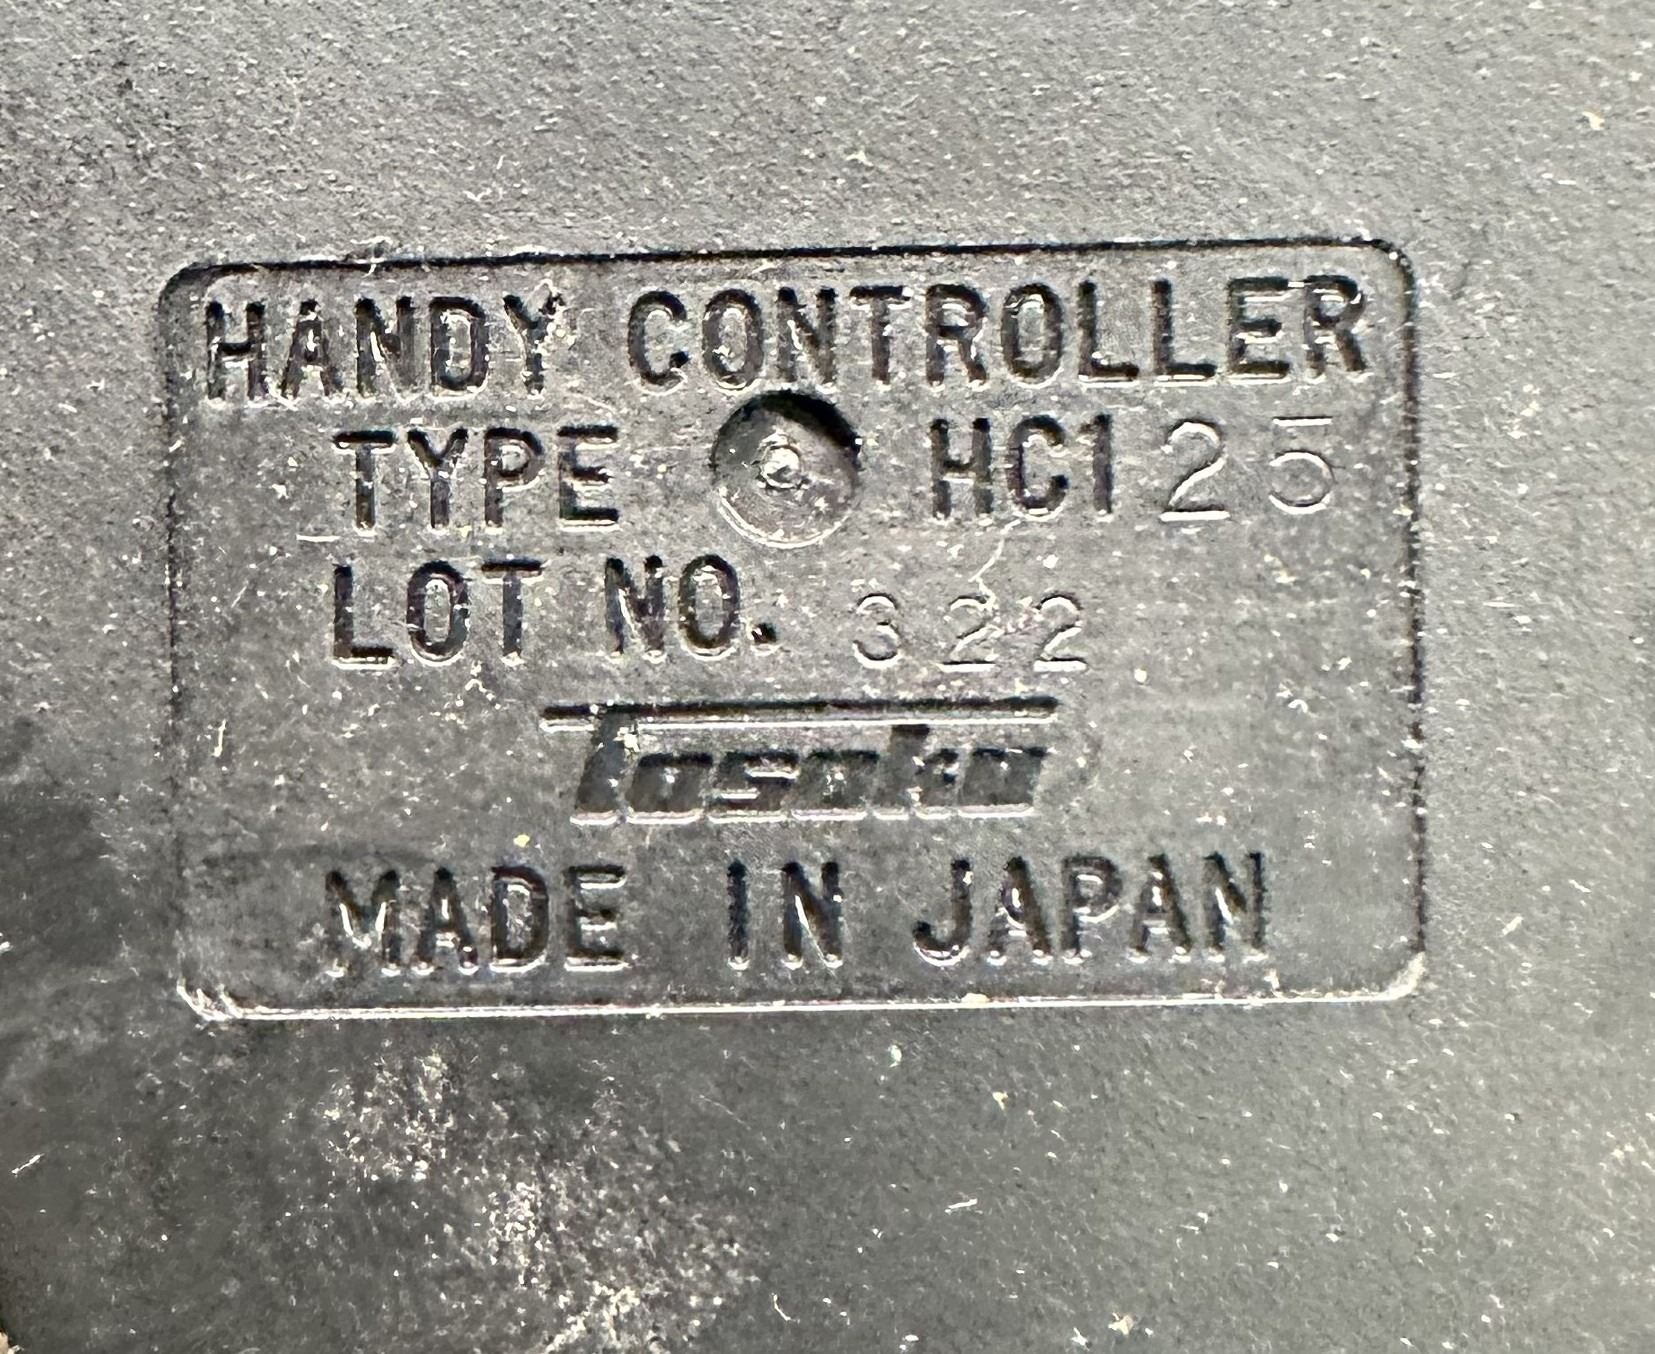 HANDY CONTROLLER
TYPE HC125
LOT NO. 322
Tosoku
MADE IN JAPAN